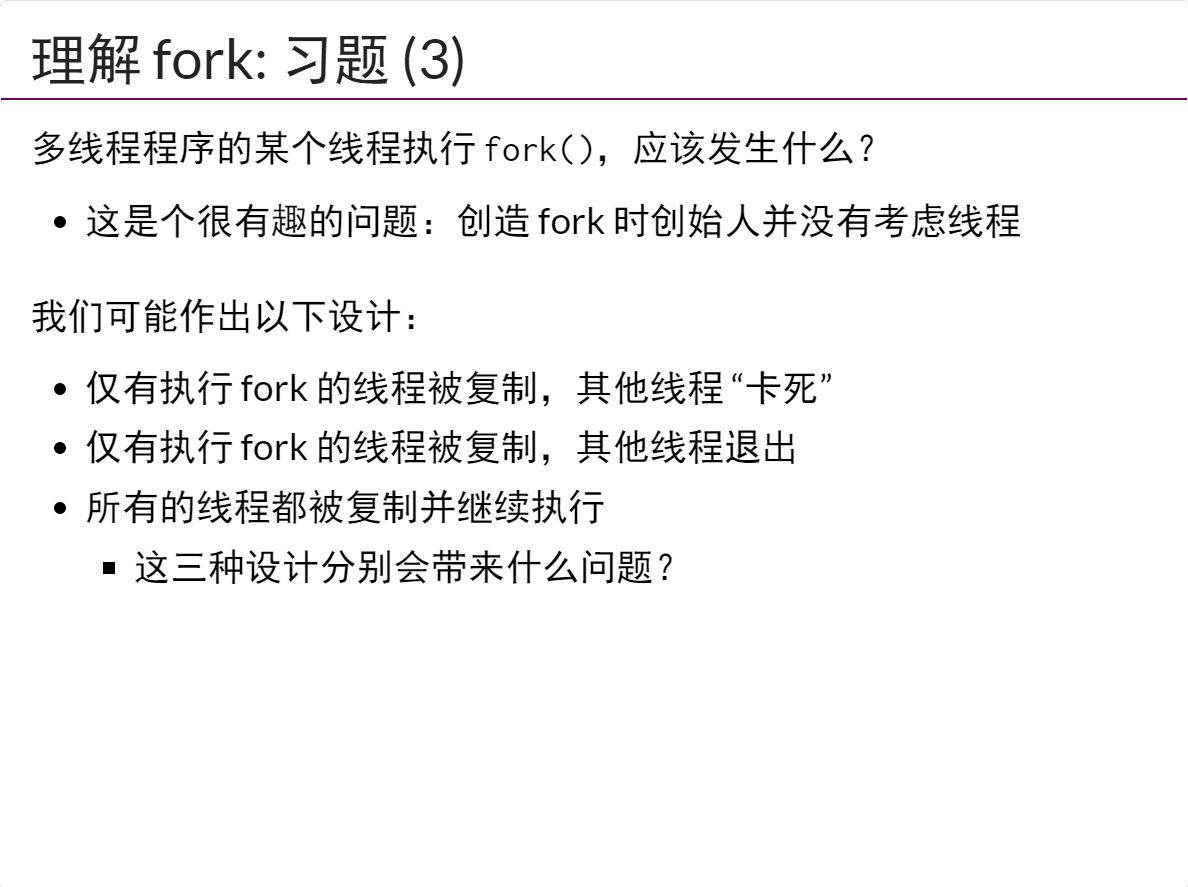 理解 fork: 习题 (3)
多线程程序的某个线程执行 fork()，应该发生什么？
• 这是个很有趣的问题：创造 fork 时创始人并没有考虑线程
我们可能作出以下设计：
• 仅有执行 fork 的线程被复制，其他线程 “卡死”
• 仅有执行 fork 的线程被复制，其他线程退出
• 所有的线程都被复制并继续执行
▪ 这三种设计分别会带来什么问题？